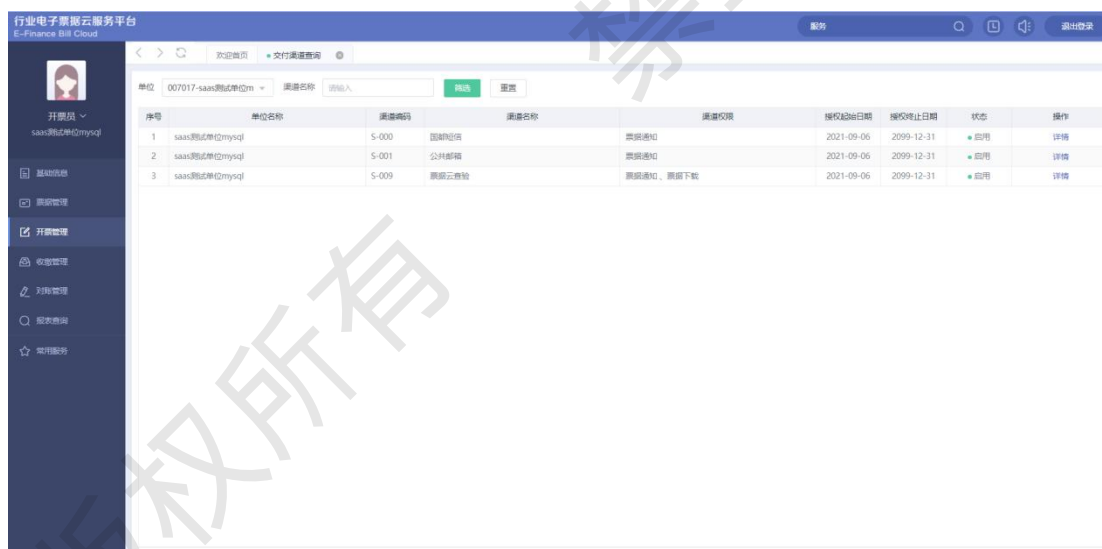 行业电子票据云服务平台
E-Finance Bill Cloud
服务
退出登录
欢迎首页
交付渠道查询
单位 007017-saas测试单位m 渠道名称 请输入 筛选 重置
开票员
saas测试单位mysql
基础信息
票据管理
开票管理
收缴管理
对账管理
报表查询
常用服务
序号 单位名称 渠道编码 渠道名称 渠道权限 授权起始日期 授权终止日期 状态 操作
1 saas测试单位mysql S-000 国邮短信 票据通知 2021-09-06 2099-12-31 启用 详情
2 saas测试单位mysql S-001 公共邮箱 票据通知 2021-09-06 2099-12-31 启用 详情
3 saas测试单位mysql S-009 票据云查验 票据通知、票据下载 2021-09-06 2099-12-31 启用 详情
版权所有
禁